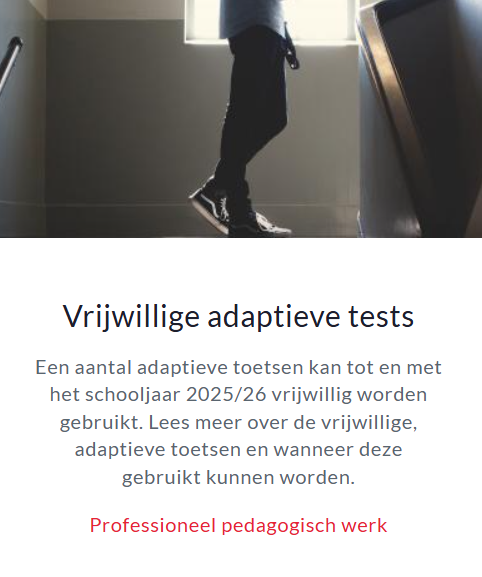 Vrijwillige adaptieve tests
Een aantal adaptieve toetsen kan tot en met
het schooljaar 2025/26 vrijwillig worden
gebruikt. Lees meer over de vrijwillige,
adaptieve toetsen en wanneer deze
gebruikt kunnen worden.
Professioneel pedagogisch werk